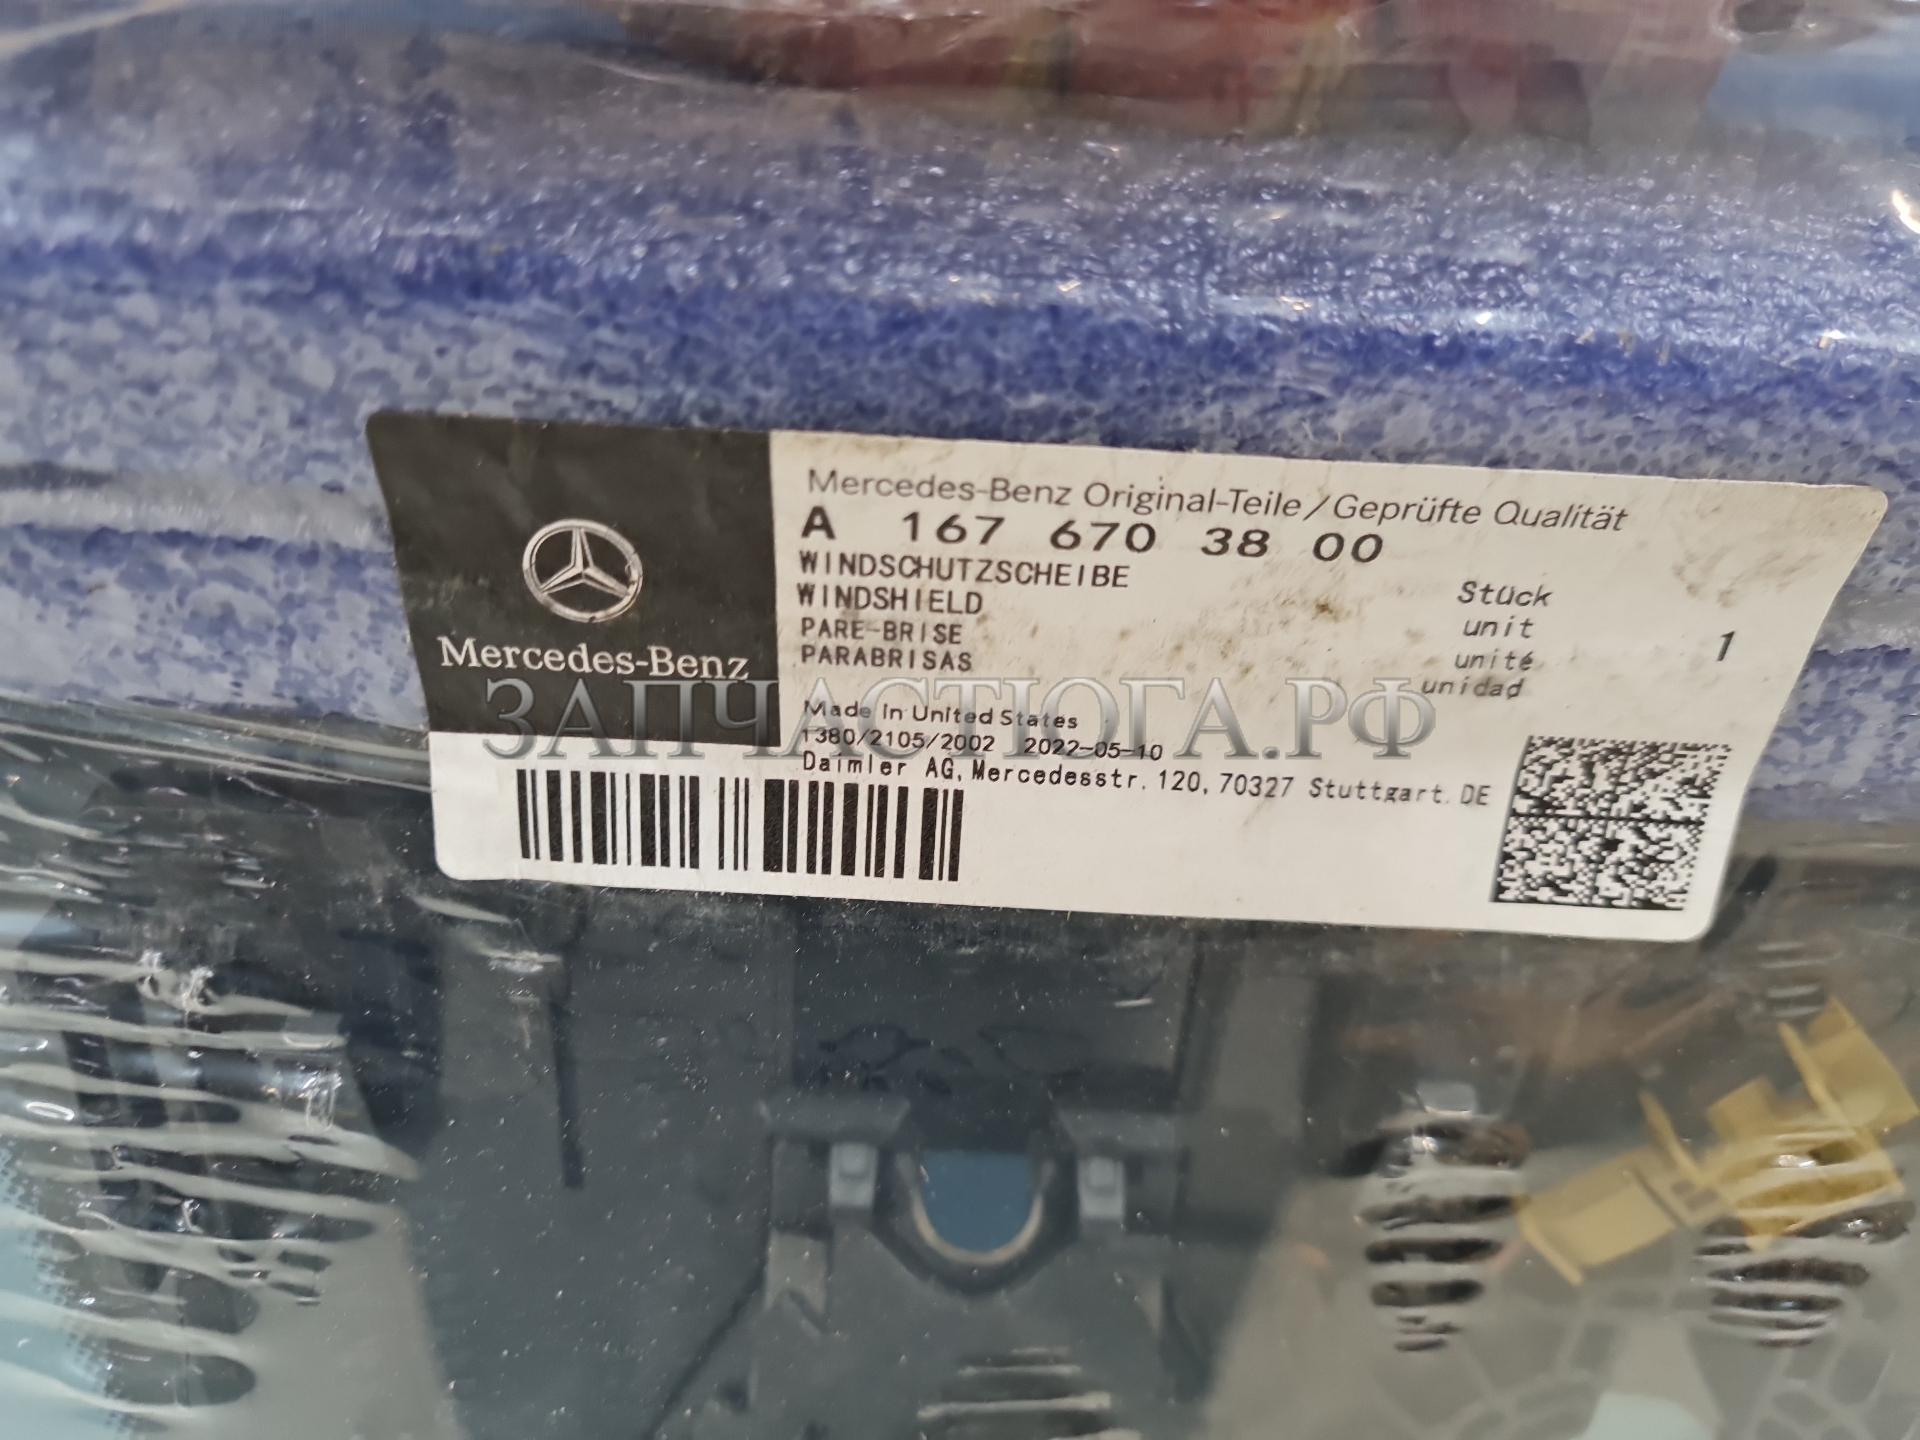 Mercedes-Benz Original-Teile/Geprüfte Qualität
A 167 670 38 00
WINDSCHUTZSCHEIBE
WINDSHIELD
PARE-BRISE
PARABRISAS
Stück
unit
unité
unidad
1
Mercedes-Benz
ЗАПЧАСТЮГА.РФ
Made in United States
1380/2105/2002 2022-05-10
Daimler AG, Mercedesstr. 120, 70327 Stuttgart. DE